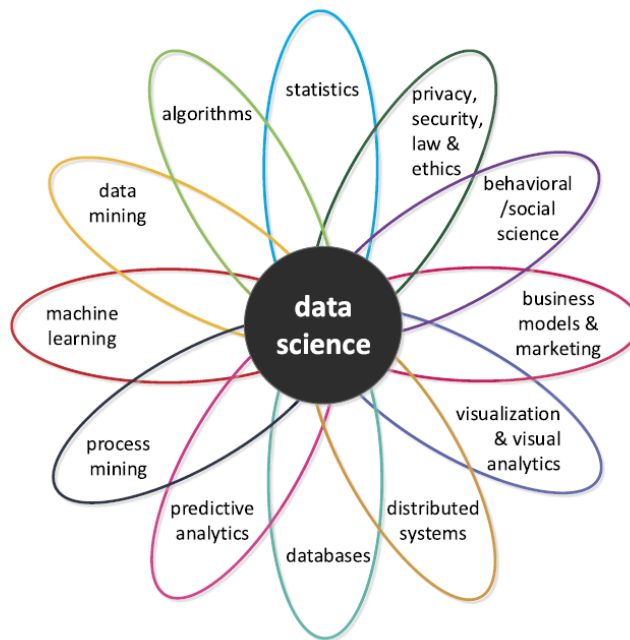 statistics
privacy,
security,
law &
ethics
behavioral
/social
science
business
models &
marketing
visualization
& visual
analytics
distributed
systems
databases
predictive
analytics
process
mining
machine
learning
data
mining
algorithms
data
science